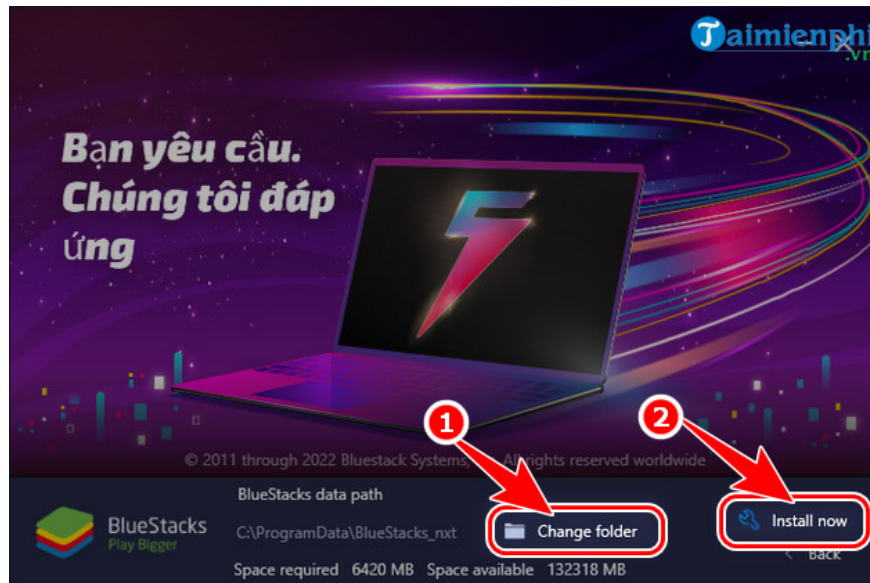 Taimienphi
.vn
Bạn yêu cầu.
Chúng tôi đáp
ứng
1
2
© 2011 through 2022 Bluestack Systems, All rights reserved worldwide
BlueStacks data path
BlueStacks
Play Bigger
C:\ProgramData\BlueStacks_nxt
Change folder
Install now
Back
Space required 6420 MB Space available 132318 MB